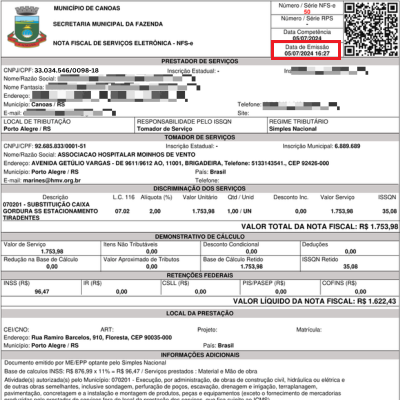 MUNICÍPIO DE CANOAS
SECRETARIA MUNICIPAL DA FAZENDA
NOTA FISCAL DE SERVIÇOS ELETRÔNICA - NFS-e
Número / Série NFS-e
50
Número / Série RPS
-
Data Competência
05/07/2024
Data de Emissão
05/07/2024 16:27
PRESTADOR DE SERVIÇOS
CNPJ/CPF: 33.034.546/0098-18 Inscrição Estadual: - Inscrição
Nome/Razão Social:
Nome Fantasia:
Endereço:
Município: Canoas / RS Telefone:
E-mail: Site:
LOCAL DE TRIBUTAÇÃO RESPONSABILIDADE PELO ISSQN REGIME TRIBUTÁRIO
Porto Alegre / RS Tomador de Serviço Simples Nacional
TOMADOR DE SERVIÇOS
CNPJ/CPF: 92.685.833/0001-51 Inscrição Estadual: - Inscrição Municipal: 6.889.689
Nome/Razão Social: ASSOCIACAO HOSPITALAR MOINHOS DE VENTO
Endereço: AVENIDA GETÚLIO VARGAS - DE 9611/9612 AO, 11001, BRIGADEIRA, Telefone: 5133143541., CEP 92426-000
Município: Porto Alegre / RS País: Brasil
E-mail: marines@hmv.org.br
DISCRIMINAÇÃO DOS SERVIÇOS
Descrição L.C. 116 Alíquota (%) Valor Unitário Qtd / Unid Desconto Inc. Valor Serviço ISSQN
070201 - SUBSTITUIÇÃO CAIXA
GORDURA SS ESTACIONAMENTO
TIRADENTES
07.02 2,00 1.753,98 1,00 / UN 0,00 1.753,98 35,08
VALOR TOTAL DA NOTA FISCAL: R$ 1.753,98
DEMONSTRATIVO DE CÁLCULO
Valor de Serviço Itens Não Tributáveis Desconto Condicional Deduções
1.753,98 0,00 0,00 0,00
Redução na Base de Cálculo Valor Aproximado de Tributos Base de Cálculo Retido ISSQN Retido
0,00 0,00 1.753,98 35,08
RETENÇÕES FEDERAIS
INSS (R$) IR (R$) CSLL (R$) PIS/PASEP (R$) COFINS (R$)
96,47 0,00 0,00 0,00 0,00
VALOR LÍQUIDO DA NOTA FISCAL: R$ 1.622,43
LOCAL DA PRESTAÇÃO
CEI/CNO: ART: Projeto: Matrícula:
Endereço: Rua Ramiro Barcelos, 910, Floresta, CEP 90035-000
Município: Porto Alegre / RS País: Brasil
INFORMAÇÕES ADICIONAIS
Documento emitido por ME/EPP optante pelo Simples Nacional
Base de calculos INSS: R$ 876,99 x 11% = R$ 96,47 / Serviços prestados : Material e Mão de obra
Atividade(s) autorizada(s) pelo Município: 070201 - Execução, por administração, de obras de construção civil, hidráulica ou elétrica e
de outras obras semelhantes, inclusive sondagem, perfuração de poços, escavação, drenagem e irrigação, terraplanagem,
pavimentação, concretagem e a instalação e montagem de produtos, peças e equipamentos (exceto o fornecimento de mercadorias